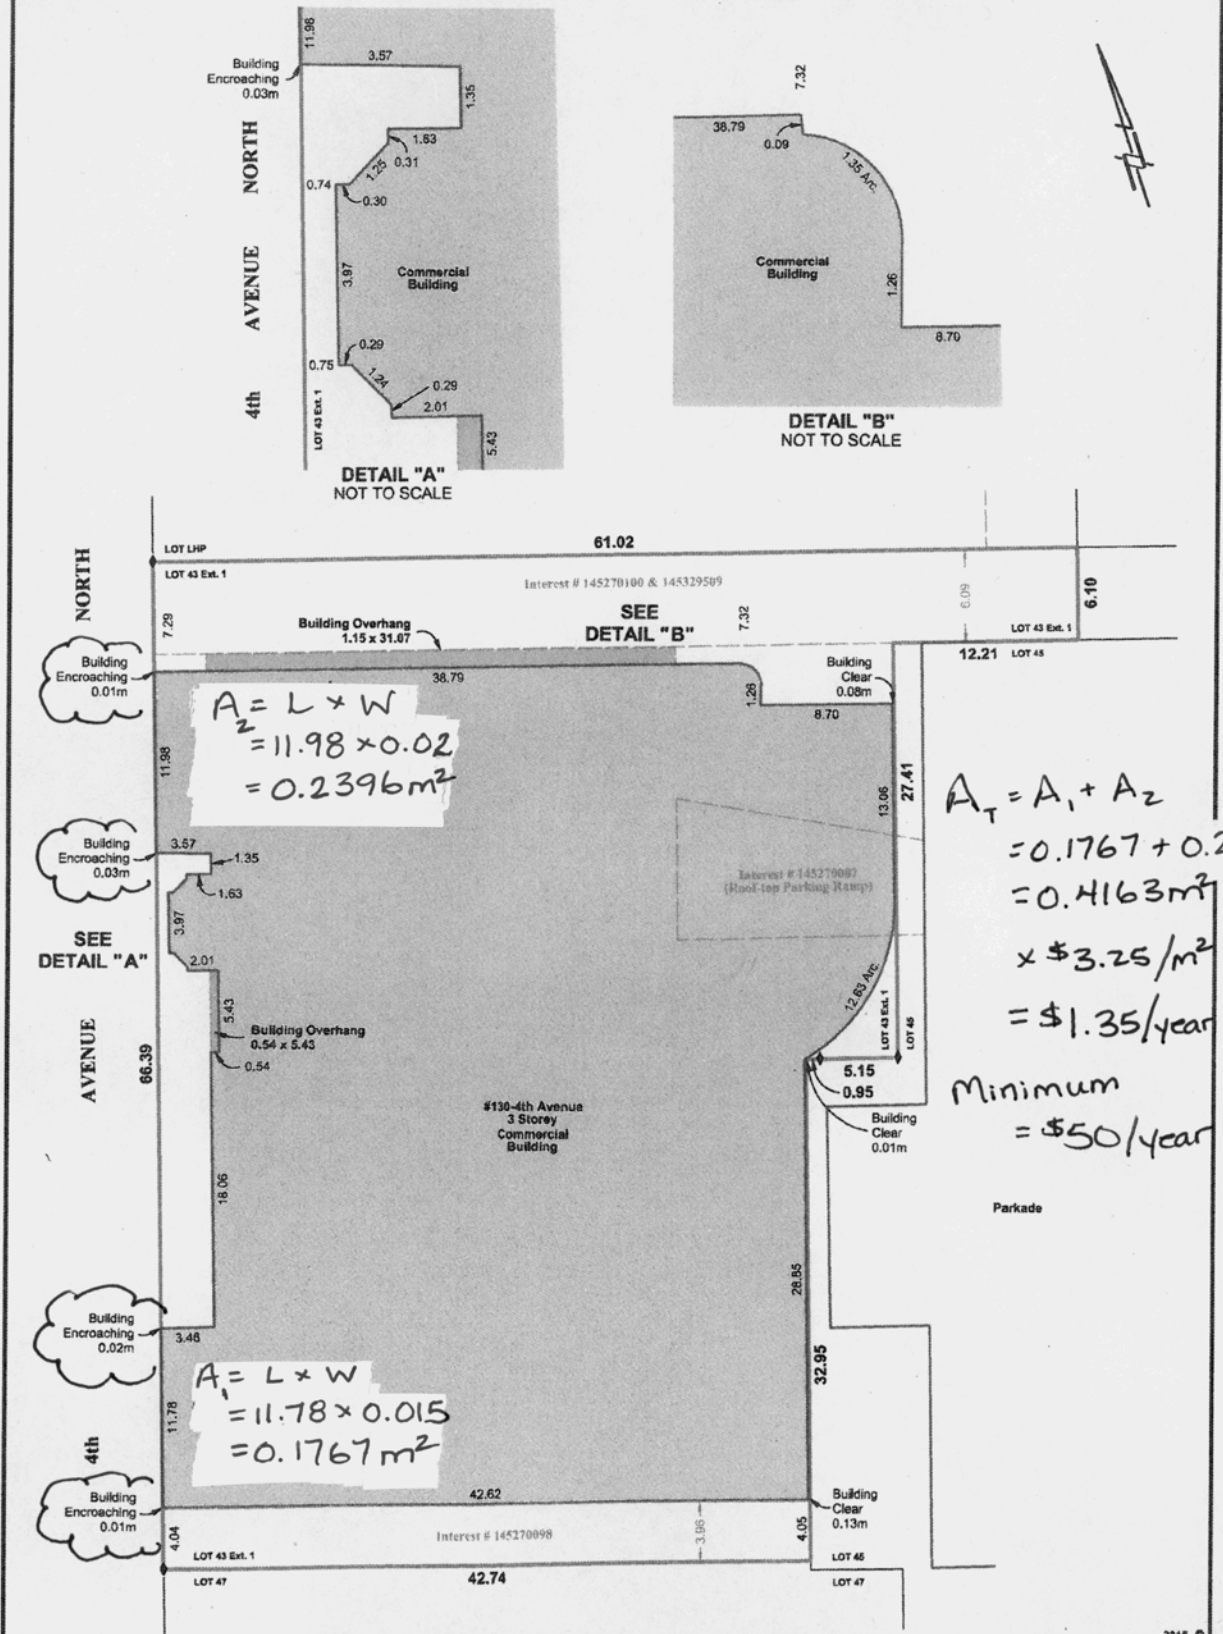 11.98
3.57
Building
Encroaching
0.03m
1.35
1.63
0.31
1.25
0.74
0.30
3.97
Commercial
Building
0.29
0.75
1.24
0.29
2.01
5.43
LOT 43 Ext. 1
4th AVENUE NORTH
DETAIL "A"
NOT TO SCALE
7.32
38.79
0.09
1.35 Arc.
Commercial
Building
1.26
8.70
DETAIL "B"
NOT TO SCALE
LOT LHP
61.02
LOT 43 Ext. 1
Interest # 145270100 & 145329509
6.09
6.10
NORTH
7.29
Building Overhang
1.15 x 31.07
SEE
DETAIL "B"
7.32
LOT 43 Ext. 1
12.21
LOT 45
Building
Encroaching
0.01m
38.79
Building
Clear
0.08m
1.26
8.70
A2 = L x W
= 11.98 x 0.02
= 0.2396m²
11.98
13.06
27.41
AT = A1 + A2
= 0.1767 + 0.2
= 0.4163m²
x $3.25/m²
= $1.35/year
Minimum
= $50/year
Building
Encroaching
0.03m
3.57
1.35
1.63
3.97
Interest # 145279087
(Roof-top Parking Ramp)
SEE
DETAIL "A"
2.01
5.43
Building Overhang
0.54 x 5.43
0.54
12.63 Arc.
LOT 43 Ext. 1
LOT 45
5.15
0.95
AVENUE
66.39
#130-4th Avenue
3 Storey
Commercial
Building
Building
Clear
0.01m
Parkade
18.06
28.85
32.95
Building
Encroaching
0.02m
3.46
A1 = L x W
= 11.78 x 0.015
= 0.1767m²
11.78
4th
Building
Encroaching
0.01m
42.62
Building
Clear
0.13m
4.04
Interest # 145270098
3.96
4.05
LOT 43 Ext. 1
LOT 45
LOT 47
42.74
LOT 47